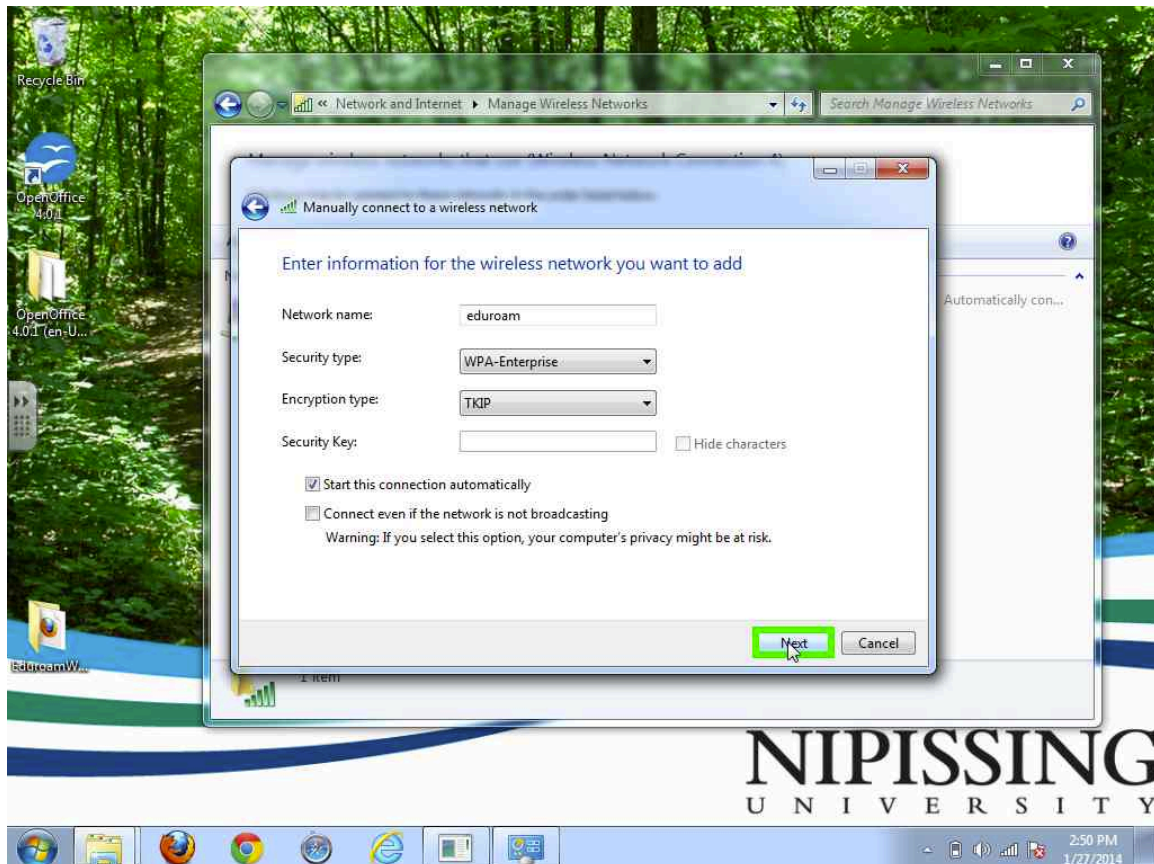 Recycle Bin
OpenOffice
4.0.1
OpenOffice
4.0.1 (en-U...
EduroamW...
« Network and Internet ▸ Manage Wireless Networks
Search Manage Wireless Networks
Automatically con...
Manually connect to a wireless network
Enter information for the wireless network you want to add
Network name: eduroam
Security type: WPA-Enterprise
Encryption type: TKIP
Security Key:
Hide characters
Start this connection automatically
Connect even if the network is not broadcasting
Warning: If you select this option, your computer's privacy might be at risk.
Next Cancel
1 item
NIPISSING
UNIVERSITY
2:50 PM
1/27/2014